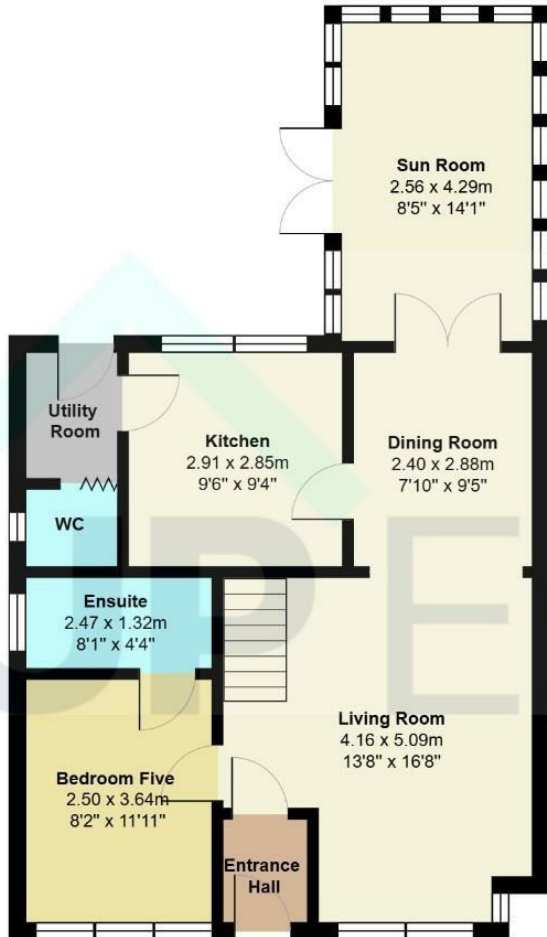 Sun Room
2.56 x 4.29m
8'5" x 14'1"
Utility
Room
Kitchen
2.91 x 2.85m
9'6" x 9'4"
Dining Room
2.40 x 2.88m
7'10" x 9'5"
WC
Ensuite
2.47 x 1.32m
8'1" x 4'4"
Living Room
4.16 x 5.09m
13'8" x 16'8"
Bedroom Five
2.50 x 3.64m
8'2" x 11'11"
Entrance
Hall